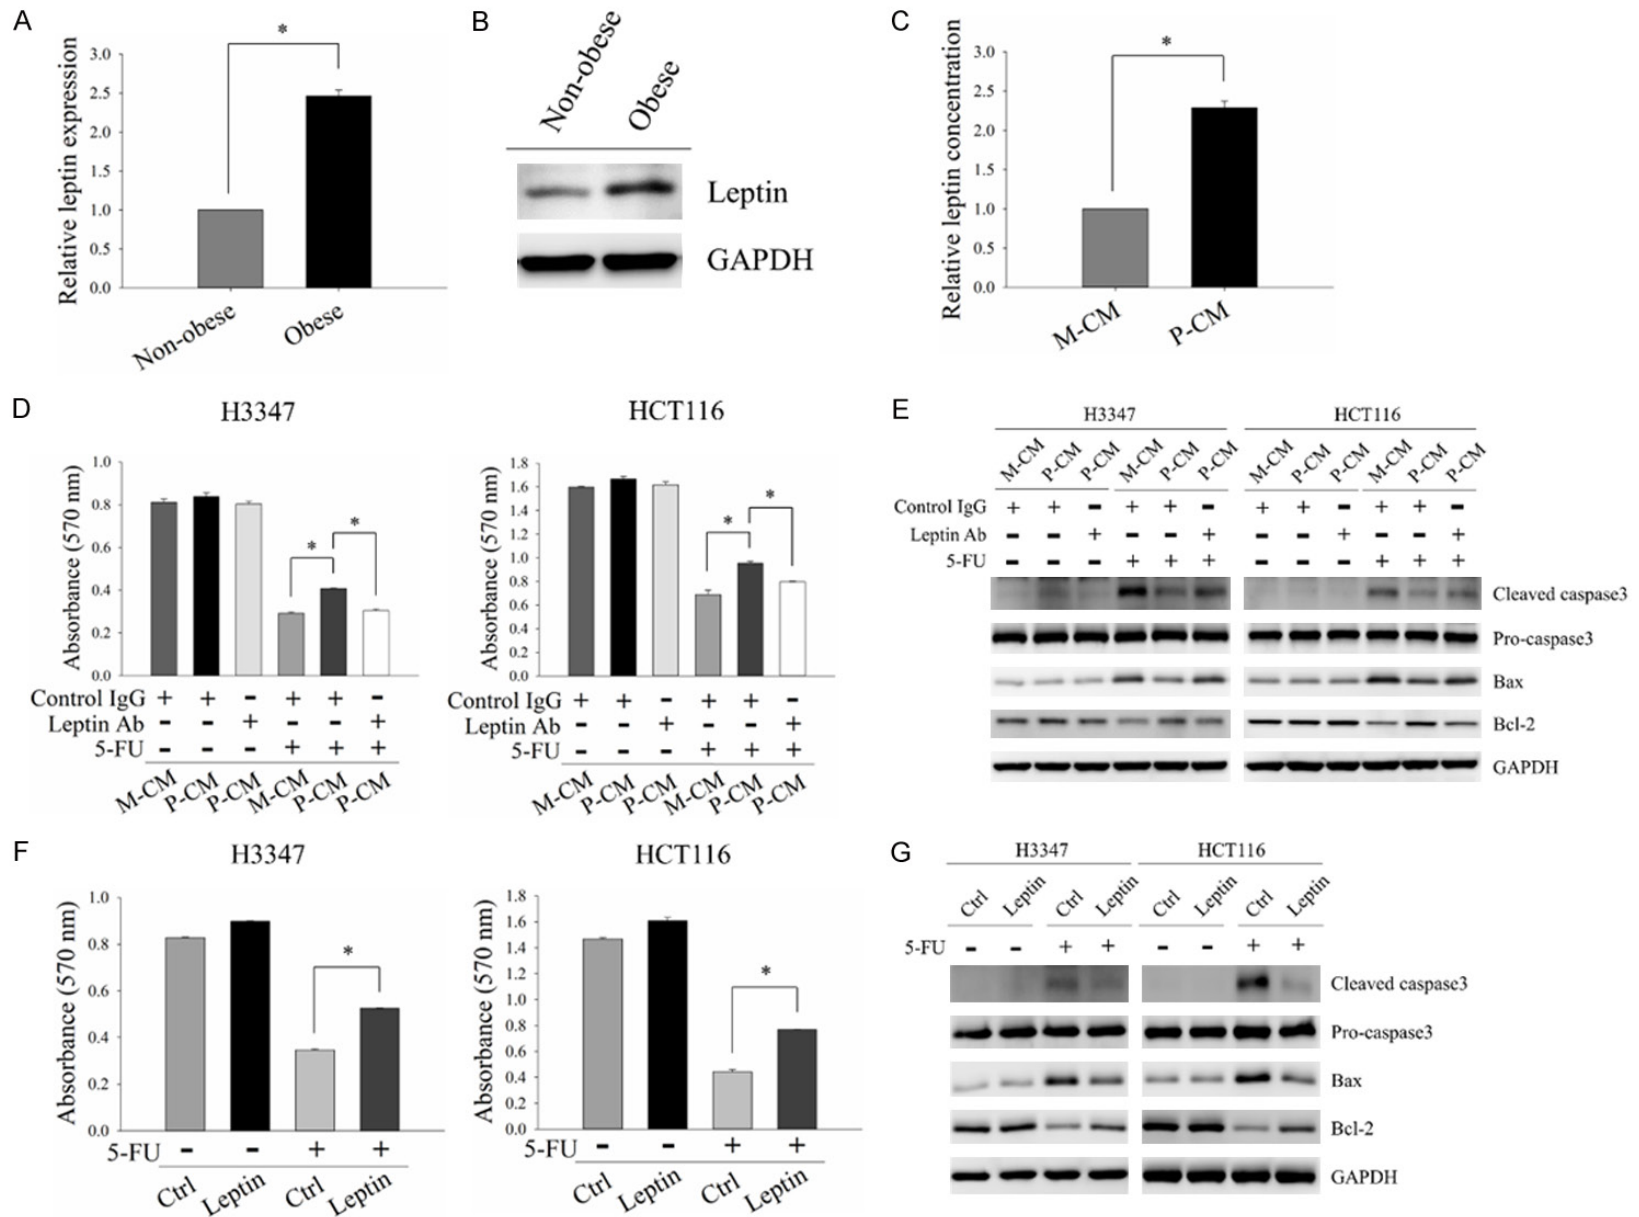 A
Relative leptin expression
3.0
2.5
2.0
1.5
1.0
0.5
0.0
*
Non-obese
Obese
B
Non-obese
Obese
Leptin
GAPDH
C
Relative leptin concentration
3.0
2.5
2.0
1.5
1.0
0.5
0.0
*
M-CM
P-CM
D
H3347
Absorbance (570 nm)
1.0
0.8
0.6
0.4
0.2
0.0
*
*
Control IgG + + - + + -
Leptin Ab - - + - - +
5-FU - - - + + +
M-CM P-CM P-CM M-CM P-CM P-CM
HCT116
Absorbance (570 nm)
1.8
1.6
1.4
1.2
1.0
0.8
0.6
0.4
0.2
0.0
*
*
Control IgG + + - + + -
Leptin Ab - - + - - +
5-FU - - - + + +
M-CM P-CM P-CM M-CM P-CM P-CM
E
H3347 HCT116
M-CM P-CM P-CM M-CM P-CM P-CM M-CM P-CM P-CM M-CM P-CM P-CM
Control IgG + + - + + - + + - + + -
Leptin Ab - - + - - + - - + - - +
5-FU - - - + + + - - - + + +
Cleaved caspase3
Pro-caspase3
Bax
Bcl-2
GAPDH
F
H3347
Absorbance (570 nm)
1.0
0.8
0.6
0.4
0.2
0.0
*
5-FU - - + +
Ctrl Leptin Ctrl Leptin
HCT116
Absorbance (570 nm)
1.8
1.6
1.4
1.2
1.0
0.8
0.6
0.4
0.2
0.0
*
5-FU - - + +
Ctrl Leptin Ctrl Leptin
G
H3347 HCT116
Ctrl Leptin Ctrl Leptin Ctrl Leptin Ctrl Leptin
5-FU - - + + - - + +
Cleaved caspase3
Pro-caspase3
Bax
Bcl-2
GAPDH